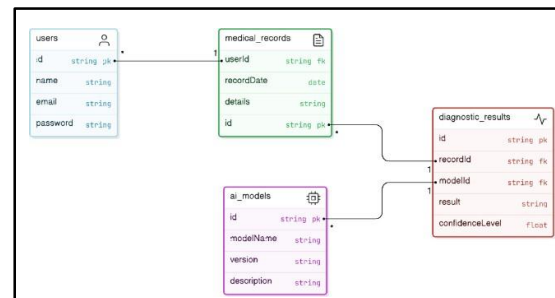 users
id string pk
name string
email string
password string
*
1
medical_records
userId string fk
recordDate date
details string
id string pk
*
ai_models
id string pk
modelName string
version string
description string
*
diagnostic_results
id string pk
1
recordId string fk
modelId string fk
1
result string
confidenceLevel float